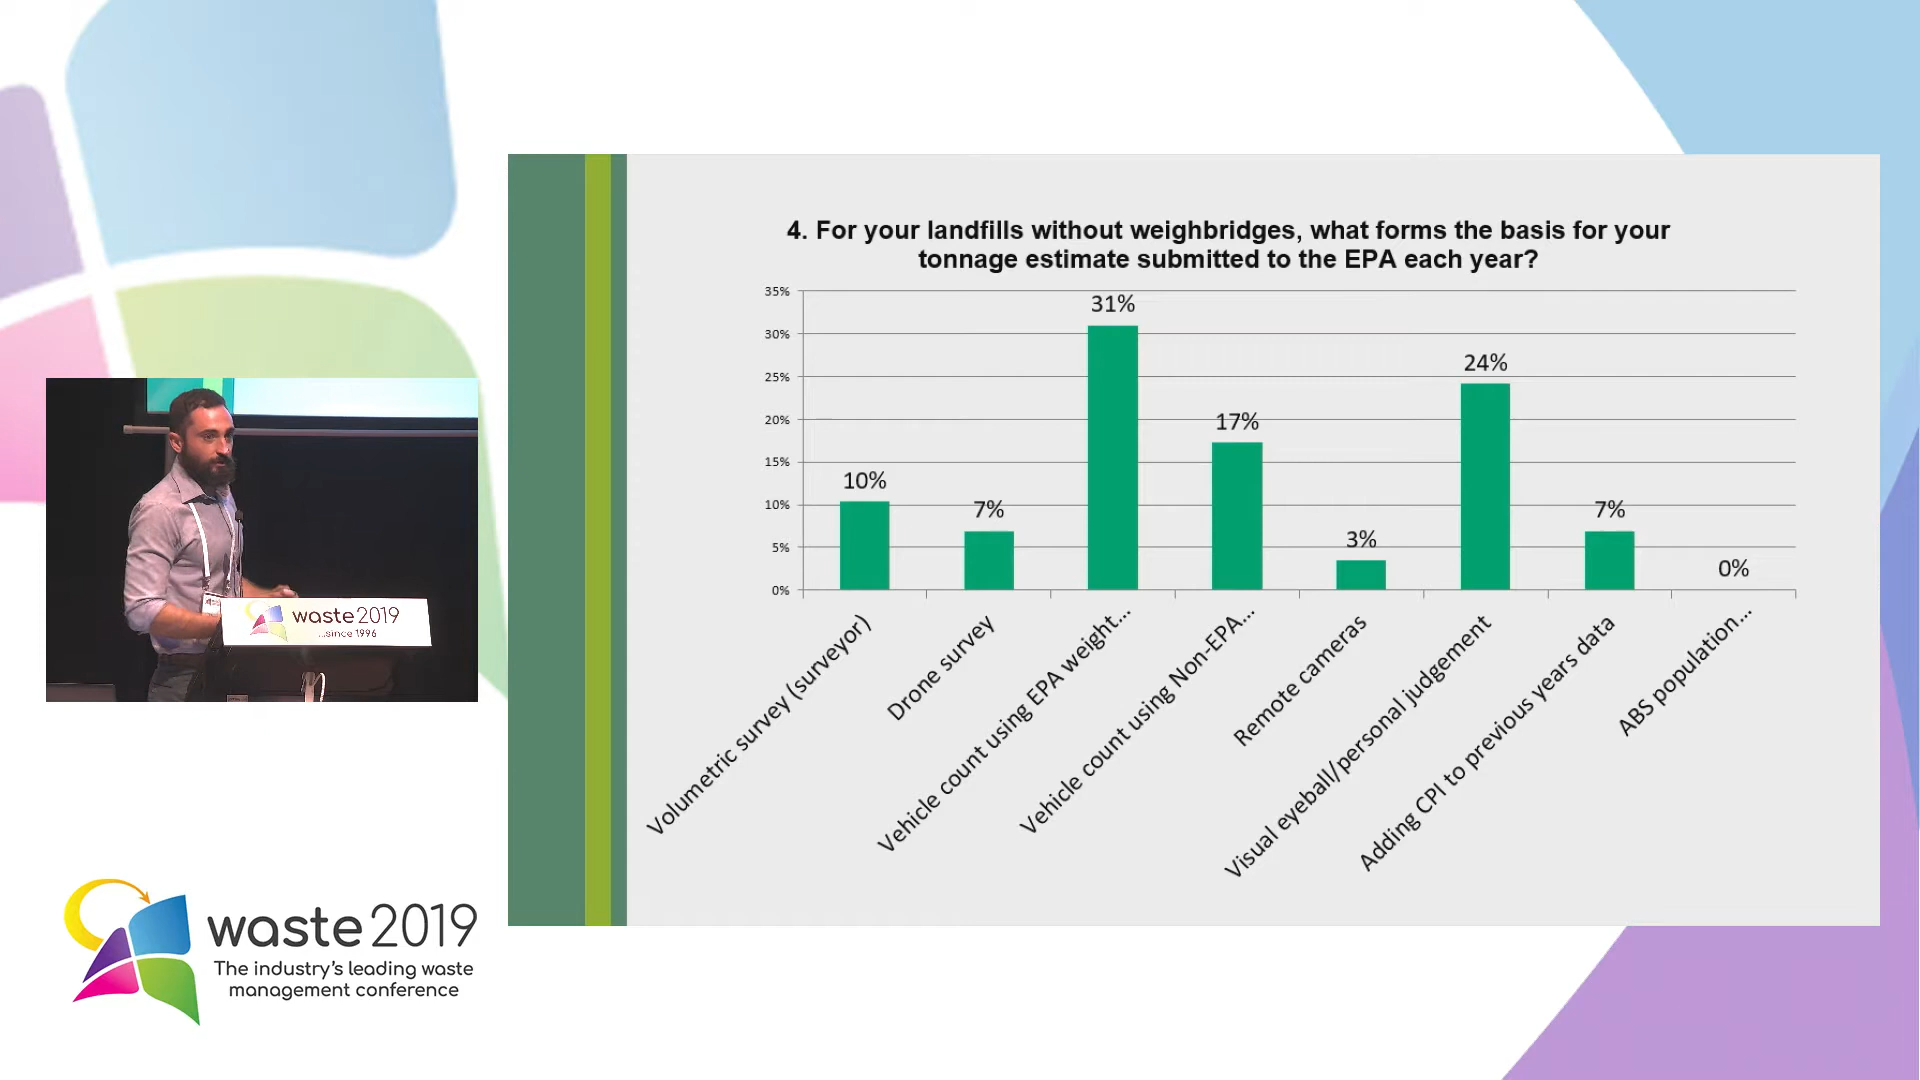 4. For your landfills without weighbridges, what forms the basis for your
tonnage estimate submitted to the EPA each year?
35%
30%
25%
20%
15%
10%
5%
0%
10%
7%
31%
17%
3%
24%
7%
0%
Volumetric survey (surveyor)
Drone survey
Vehicle count using EPA weight...
Vehicle count using Non-EPA...
Remote cameras
Visual eyeball/personal judgement
Adding CPI to previous years data
ABS population...
waste 2019
...since 1996
waste 2019
The industry's leading waste
management conference